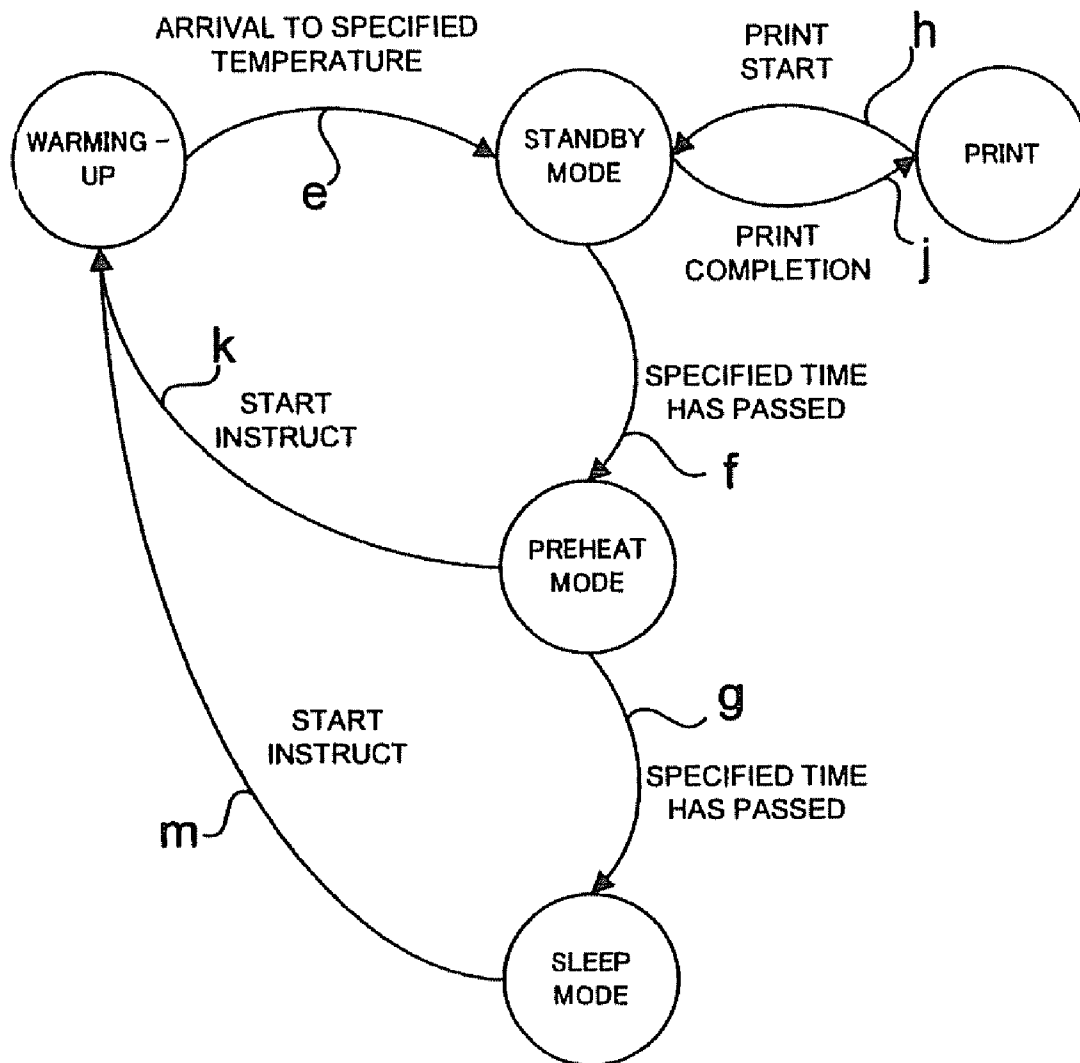 ARRIVAL TO SPECIFIED
TEMPERATURE
PRINT
START
h
WARMING –
UP
STANDBY
MODE
PRINT
e
PRINT
COMPLETION
j
k
START
INSTRUCT
SPECIFIED TIME
HAS PASSED
f
PREHEAT
MODE
g
START
INSTRUCT
SPECIFIED TIME
HAS PASSED
m
SLEEP
MODE